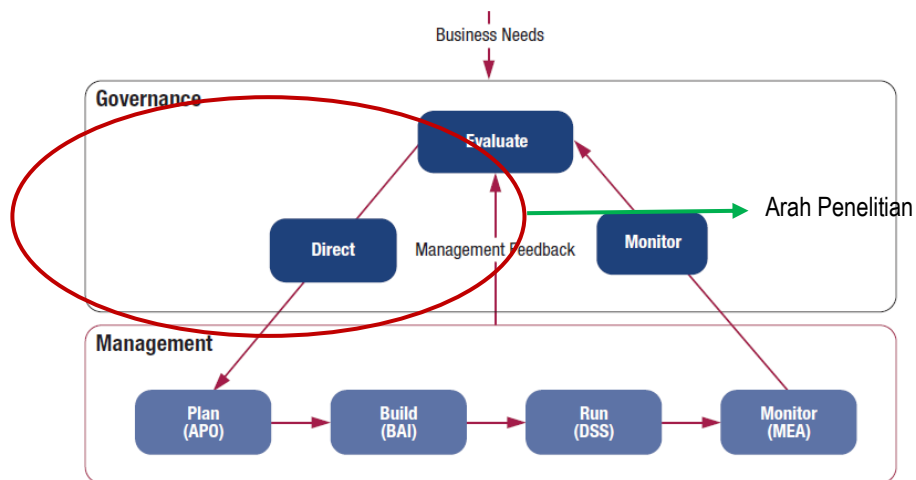 Business Needs
Governance
Evaluate
Arah Penelitian
Direct
Management Feedback
Monitor
Management
Plan
(APO)
Build
(BAI)
Run
(DSS)
Monitor
(MEA)